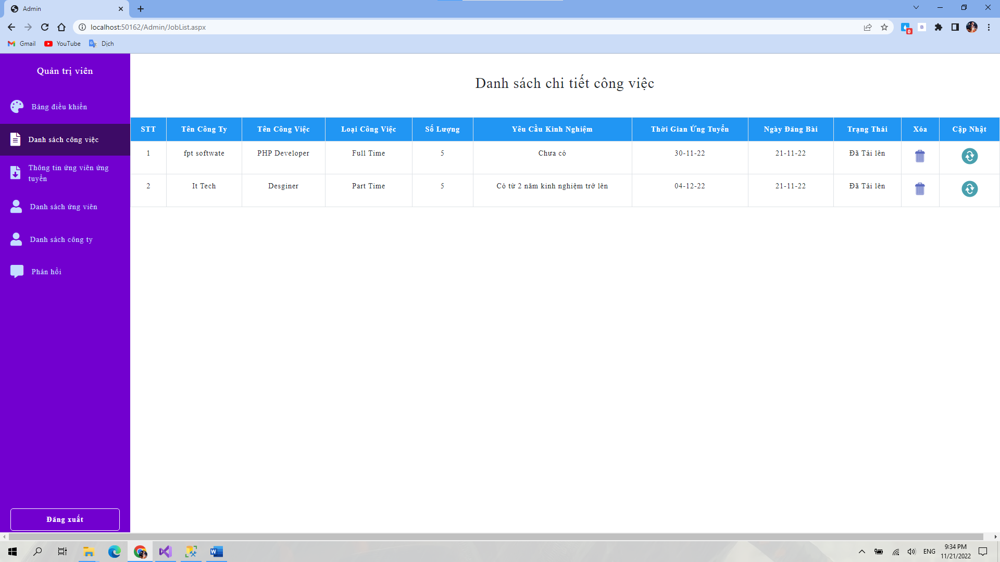 Admin
localhost:50162/Admin/JobList.aspx
B
0
Gmail YouTube Dịch
Quản trị viên
Bảng điều khiển
Danh sách công việc
Thông tin ứng viên ứng
tuyển
Danh sách ứng viên
Danh sách công ty
Phản hồi
Đăng xuất
Danh sách chi tiết công việc
STT Tên Công Ty Tên Công Việc Loại Công Việc Số Lượng Yêu Cầu Kinh Nghiệm Thời Gian Ứng Tuyển Ngày Đăng Bài Trạng Thái Xóa Cập Nhật
1 fpt softwate PHP Developer Full Time 5 Chưa có 30-11-22 21-11-22 Đã Tải lên
2 It Tech Desginer Part Time 5 Có từ 2 năm kinh nghiệm trở lên 04-12-22 21-11-22 Đã Tải lên
ENG
9:34 PM
11/21/2022